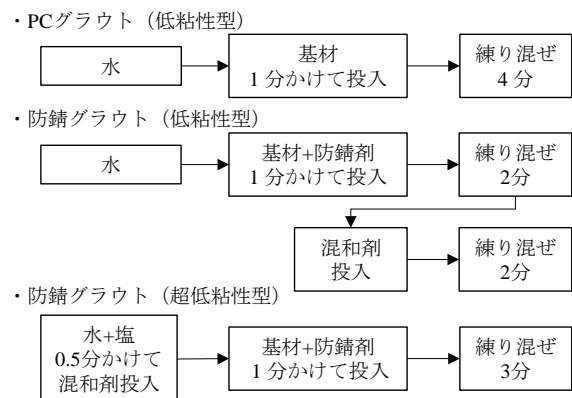 ・PCグラウト（低粘性型）
水
基材
1 分かけて投入
練り混ぜ
4 分
・防錆グラウト（低粘性型）
水
基材+防錆剤
1 分かけて投入
練り混ぜ
2分
混和剤
投入
練り混ぜ
2分
・防錆グラウト（超低粘性型）
水+塩
0.5分かけて
混和剤投入
基材+防錆剤
1 分かけて投入
練り混ぜ
3分